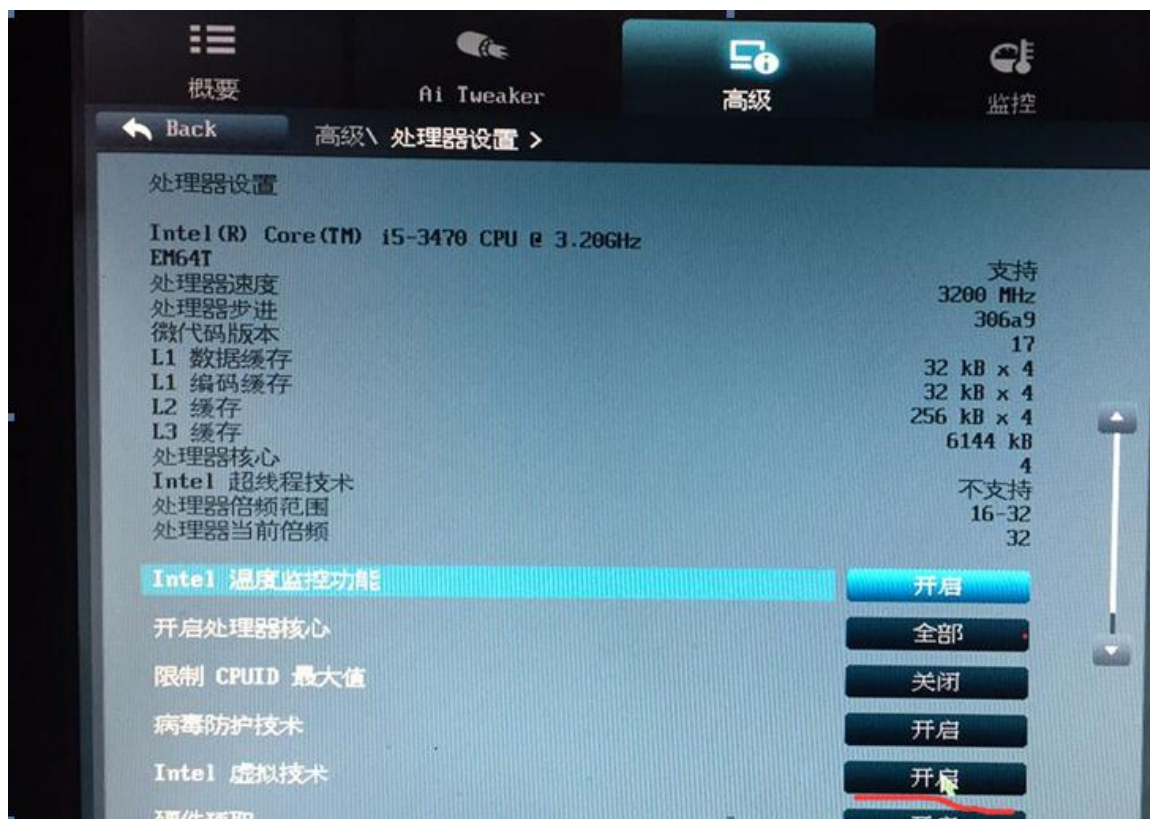 概要
Ai Tweaker
高级
监控
Back
高级\ 处理器设置 >
处理器设置
Intel(R) Core(TM) i5-3470 CPU @ 3.20GHz
EM64T 支持
处理器速度 3200 MHz
处理器步进 306a9
微代码版本 17
L1 数据缓存 32 kB x 4
L1 编码缓存 32 kB x 4
L2 缓存 256 kB x 4
L3 缓存 6144 kB
处理器核心 4
Intel 超线程技术 不支持
处理器倍频范围 16-32
处理器当前倍频 32
Intel 温度监控功能 开启
开启处理器核心 全部
限制 CPUID 最大值 关闭
病毒防护技术 开启
Intel 虚拟技术 开启